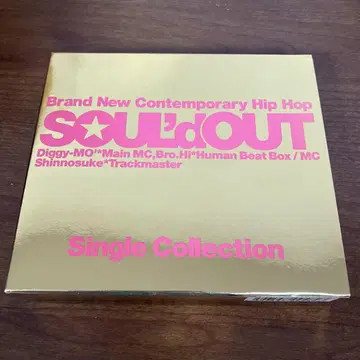 Brand New Contemporary Hip Hop
SOUL'dOUT
Diggy-MO'*Main MC,Bro.Hi*Human Beat Box / MC
Shinnosuke*Trackmaster
Single Collection